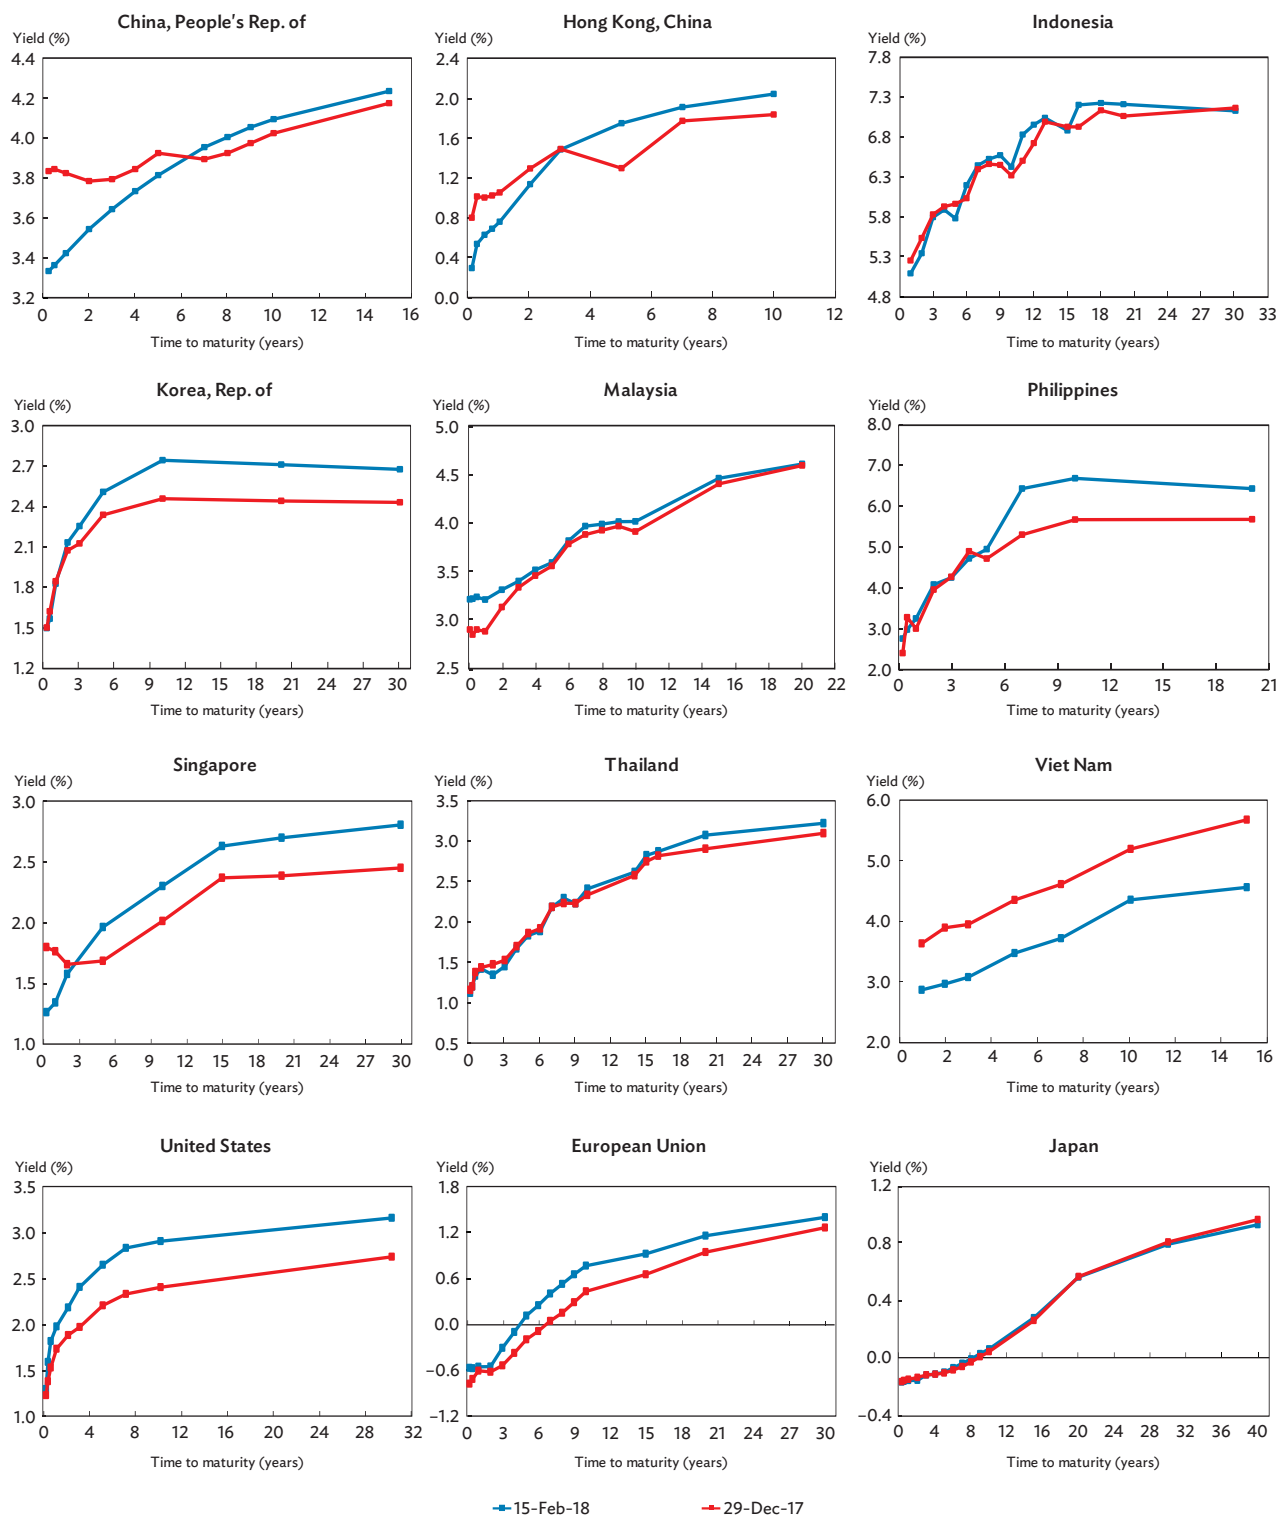 China, People's Rep. of
Yield (%)
4.4
4.2
4.0
3.8
3.6
3.4
3.2
0 2 4 6 8 10 12 14 16
Time to maturity (years)
Hong Kong, China
Yield (%)
2.4
2.0
1.6
1.2
0.8
0.4
0.0
0 2 4 6 8 10 12
Time to maturity (years)
Indonesia
Yield (%)
7.8
7.3
6.8
6.3
5.8
5.3
4.8
0 3 6 9 12 15 18 21 24 27 30 33
Time to maturity (years)
Korea, Rep. of
Yield (%)
3.0
2.7
2.4
2.1
1.8
1.5
1.2
0 3 6 9 12 15 18 21 24 27 30
Time to maturity (years)
Malaysia
Yield (%)
5.0
4.5
4.0
3.5
3.0
2.5
0 2 4 6 8 10 12 14 16 18 20 22
Time to maturity (years)
Philippines
Yield (%)
8.0
7.0
6.0
5.0
4.0
3.0
2.0
0 3 6 9 12 15 18 21
Time to maturity (years)
Singapore
Yield (%)
3.0
2.5
2.0
1.5
1.0
0 3 6 9 12 15 18 21 24 27 30
Time to maturity (years)
Thailand
Yield (%)
3.5
3.0
2.5
2.0
1.5
1.0
0.5
0 3 6 9 12 15 18 21 24 27 30
Time to maturity (years)
Viet Nam
Yield (%)
6.0
5.0
4.0
3.0
2.0
0 2 4 6 8 10 12 14 16
Time to maturity (years)
United States
Yield (%)
3.5
3.0
2.5
2.0
1.5
1.0
0 4 8 12 16 20 24 28 32
Time to maturity (years)
European Union
Yield (%)
1.8
1.2
0.6
0.0
–0.6
–1.2
0 3 6 9 12 15 18 21 24 27 30
Time to maturity (years)
Japan
Yield (%)
1.2
0.8
0.4
0.0
–0.4
0 4 8 12 16 20 24 28 32 36 40
Time to maturity (years)
15-Feb-18 29-Dec-17